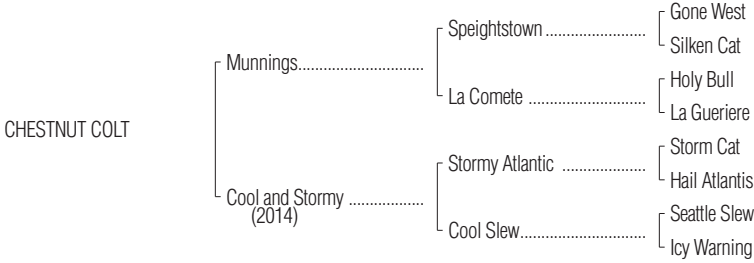 Gone West
Speightstown ........................
Silken Cat
Munnings.............................
Holy Bull
La Comete ............................
La Gueriere
CHESTNUT COLT
Storm Cat
Stormy Atlantic ....................
Hail Atlantis
Cool and Stormy .................
(2014)
Seattle Slew
Cool Slew..............................
Icy Warning